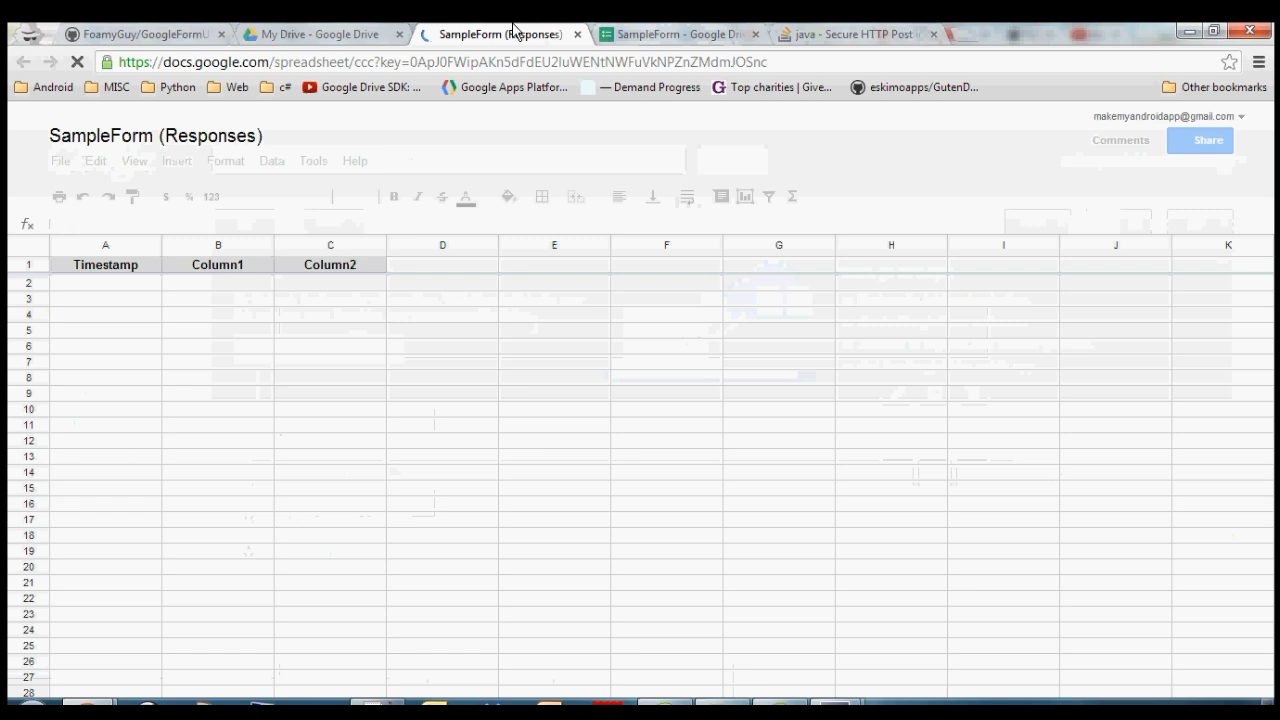 FoamyGuy/GoogleFormU
My Drive - Google Drive
SampleForm (Responses)
SampleForm - Google Dri
java - Secure HTTP Post
https://docs.google.com/spreadsheet/ccc?key=0ApJ0FWipAKn5dFdEU2tuWENtNWFuVkNPZnZMdmJOSnc
Android
MISC
Python
Web
c#
Google Drive SDK: ...
Google Apps Platfor...
— Demand Progress
Top charities | Give...
eskimoapps/GutenD...
Other bookmarks
makemyandroidapp@gmail.com
SampleForm (Responses)
Comments
Share
File Edit View Insert Format Data Tools Help
$ % 123 B I S A Σ
fx
A B C D E F G H I J K
1 Timestamp Column1 Column2
2
3
4
5
6
7
8
9
10
11
12
13
14
15
16
17
18
19
20
21
22
23
24
25
26
27
28